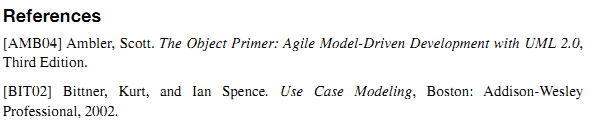 References
[AMB04] Ambler, Scott. The Object Primer: Agile Model-Driven Development with UML 2.0,
Third Edition.
[BIT02] Bittner, Kurt, and Ian Spence. Use Case Modeling, Boston: Addison-Wesley
Professional, 2002.